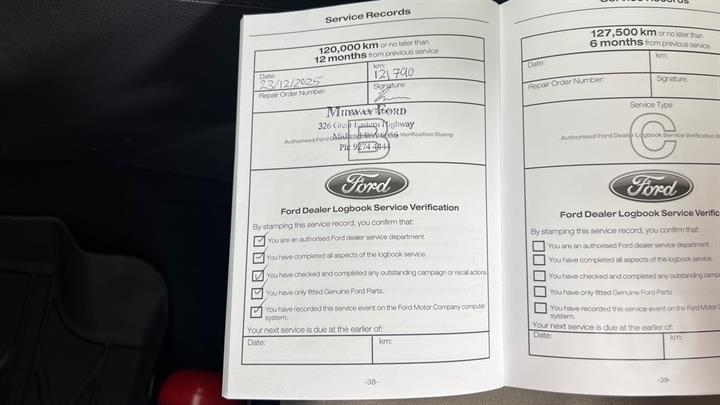 Service Records
120,000 km or no later than
12 months from previous service
Date: 23/12/2025
km: 121790
Repair Order Number:
Signature:
MIDWAY FORD
326 Great Eastern Highway
Midland WA 6056
Ph: 9274 4444
Authorised Ford Verification Stamp
B
Ford
Ford Dealer Logbook Service Verification
By stamping this service record, you confirm that:
You are an authorised Ford dealer service department.
You have completed all aspects of the logbook service.
You have checked and completed any outstanding campaign or recall actions.
You have only fitted Genuine Ford Parts.
You have recorded this service event on the Ford Motor Company computer
system.
Your next service is due at the earlier of:
Date:
km:
-38-
127,500 km or no later than
6 months from previous service
Date:
km:
Repair Order Number:
Signature:
Service Type
C
Authorised Ford Dealer Logbook Service Verification
Ford
Ford Dealer Logbook Service Verific
By stamping this service record, you confirm that:
You are an authorised Ford dealer service department.
You have completed all aspects of the logbook service.
You have checked and completed any outstanding
You have only fitted Genuine Ford Parts.
You have recorded this service event on the Ford Motor
system.
Your next service is due at the earlier of:
Date:
km:
-39-